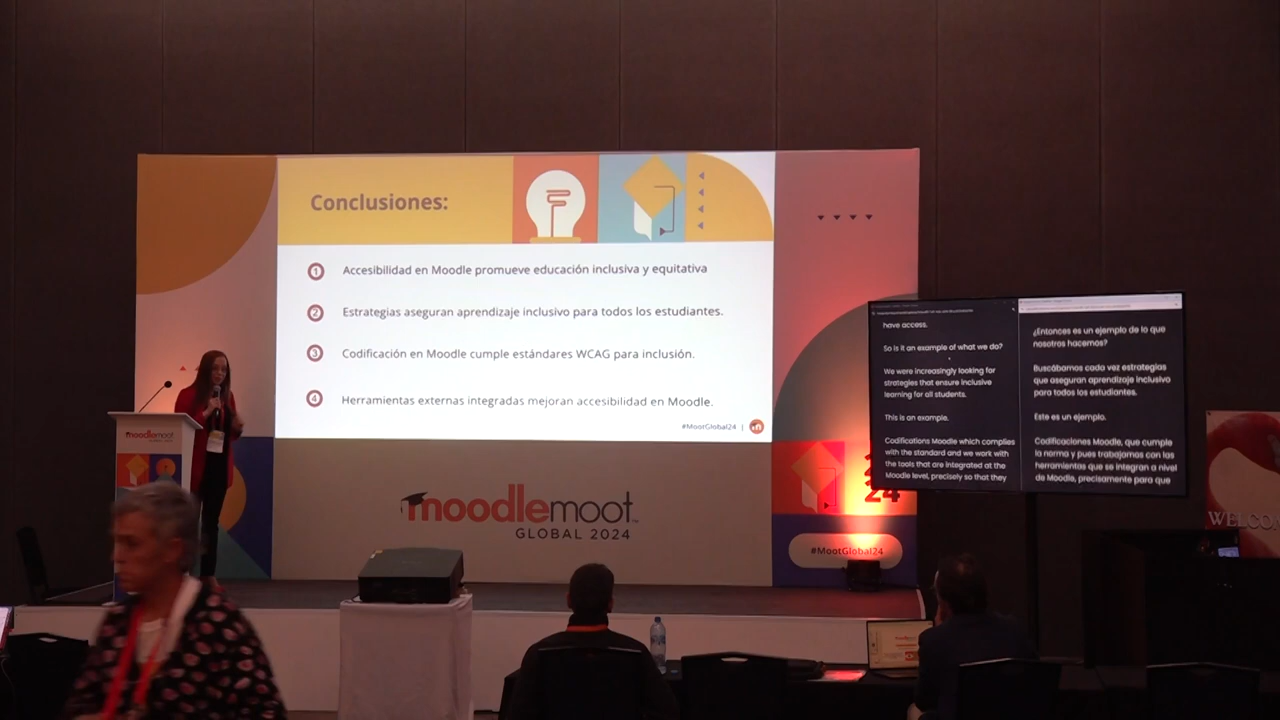 Conclusiones:
1 Accesibilidad en Moodle promueve educación inclusiva y equitativa
2 Estrategias aseguran aprendizaje inclusivo para todos los estudiantes.
3 Codificación en Moodle cumple estándares WCAG para inclusión.
4 Herramientas externas integradas mejoran accesibilidad en Moodle.
#MootGlobal24 | m
moodlemoot
GLOBAL 2024
moodlemoot
GLOBAL 2024
24
#MootGlobal24
have access.
So is it an example of what we do?
We were increasingly looking for
strategies that ensure inclusive
learning for all students.
This is an example.
Codifications Moodle which complies
with the standard and we work with
the tools that are integrated at the
Moodle level, precisely so that they
¿Entonces es un ejemplo de lo que
nosotros hacemos?
Buscábamos cada vez estrategias
que aseguran aprendizaje inclusivo
para todos los estudiantes.
Este es un ejemplo.
Codificaciones Moodle, que cumple
la norma y pues trabajamos con las
herramientas que se integran a nivel
de Moodle, precisamente para que
WELCO